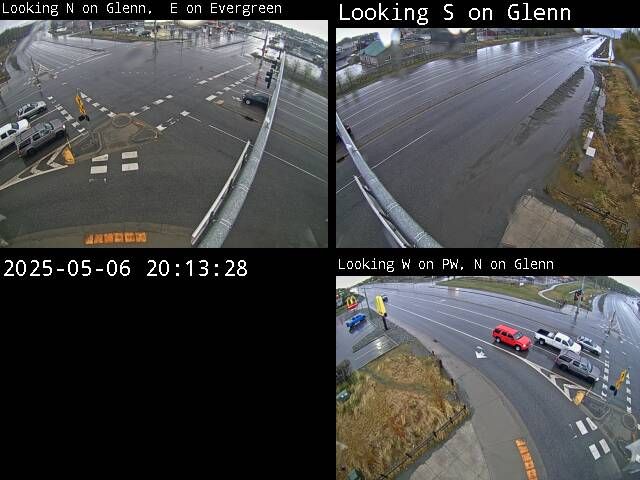 Looking N on Glenn, E on Evergreen
Looking S on Glenn
2025-05-06 20:13:28
Looking W on PW, N on Glenn